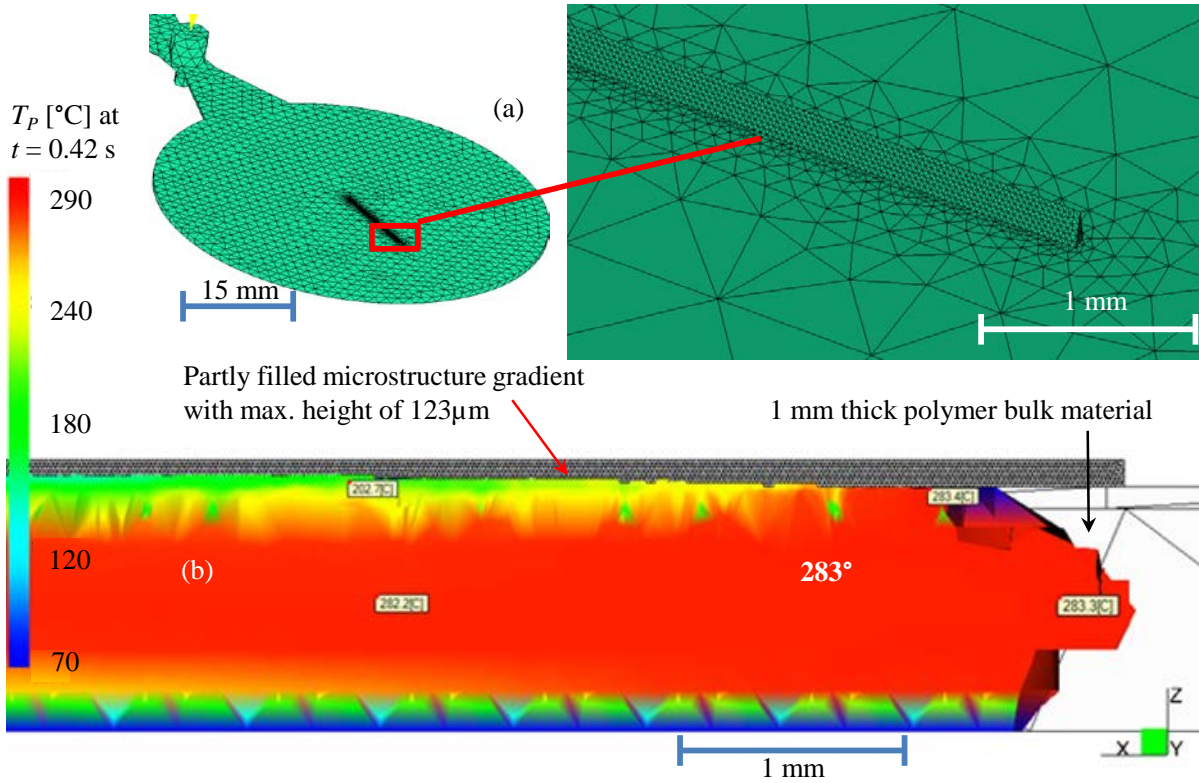 (a)
T_P [°C] at
t = 0.42 s
290
240
180
120
70
15 mm
1 mm
Partly filled microstructure gradient
with max. height of 123µm
1 mm thick polymer bulk material
202.7[C]
283.4[C]
(b)
283°
282.2[C]
283.3[C]
1 mm
Z
X
Y